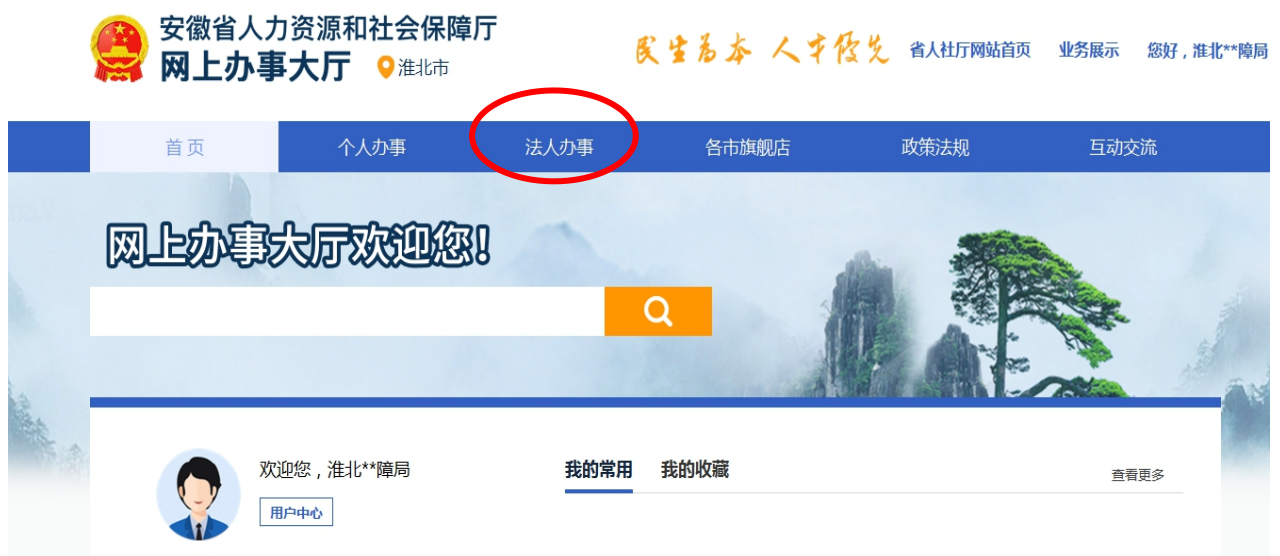 安徽省人力资源和社会保障厅
网上办事大厅 淮北市
民生为本 人才优先 省人社厅网站首页 业务展示 您好，淮北**障局
首页 个人办事 法人办事 各市旗舰店 政策法规 互动交流
网上办事大厅欢迎您！
欢迎您，淮北**障局 我的常用 我的收藏 查看更多
用户中心